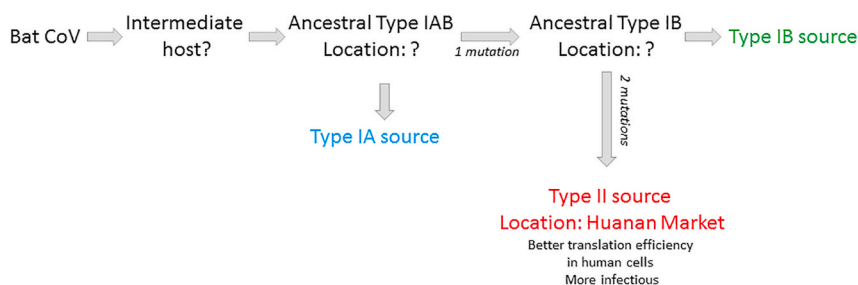 Bat CoV
Intermediate
host?
Ancestral Type IAB
Location: ?
1 mutation
Ancestral Type IB
Location: ?
Type IB source
Type IA source
2 mutations
Type II source
Location: Huanan Market
Better translation efficiency
in human cells
More infectious